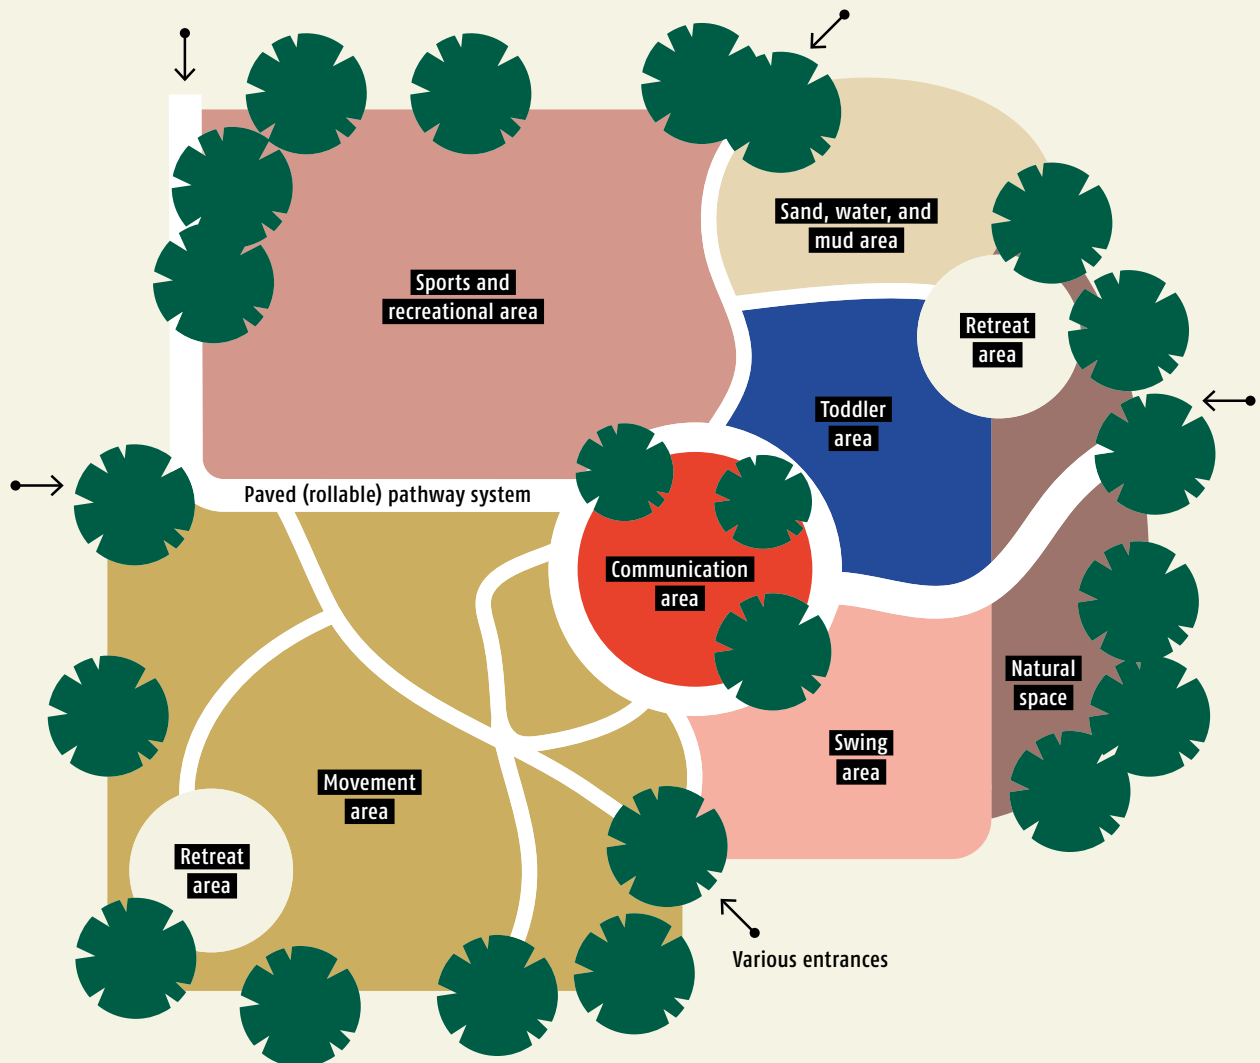 Sand, water, and
mud area
Sports and
recreational area
Retreat
area
Toddler
area
Paved (rollable) pathway system
Communication
area
Natural
space
Swing
area
Movement
area
Retreat
area
Various entrances